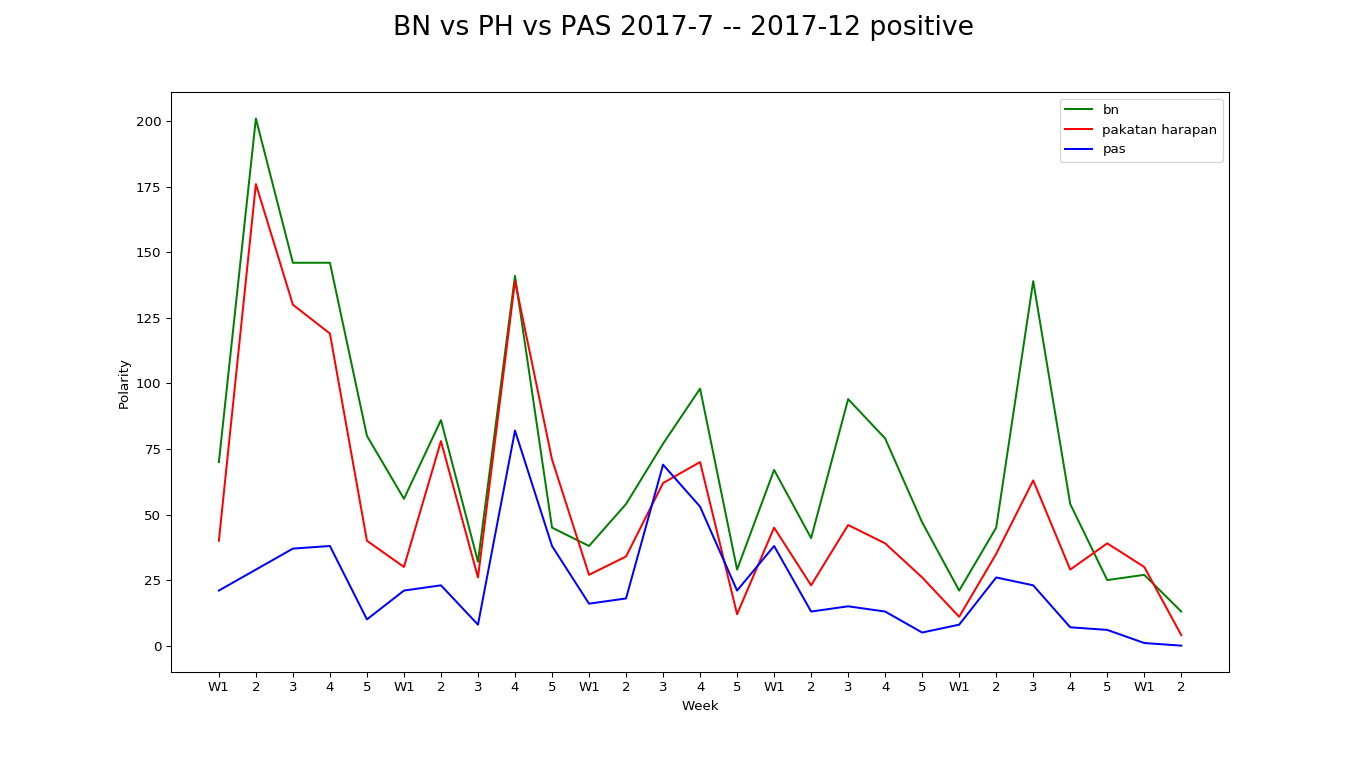 BN vs PH vs PAS 2017-7 -- 2017-12 positive
bn
pakatan harapan
pas
200
175
150
125
100
75
50
25
0
Polarity
W1 2 3 4 5 W1 2 3 4 5 W1 2 3 4 5 W1 2 3 4 5 W1 2 3 4 5 W1 2
Week